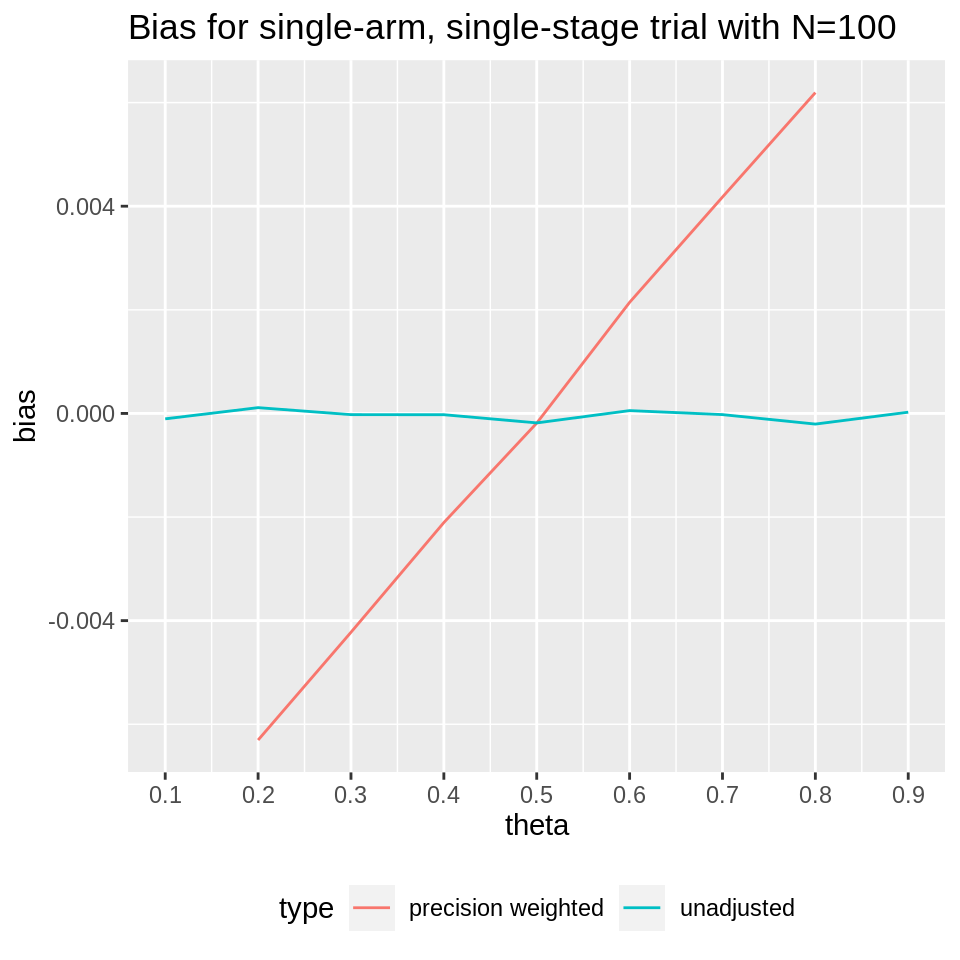 Bias for single-arm, single-stage trial with N=100
bias
0.004
0.000
-0.004
0.1 0.2 0.3 0.4 0.5 0.6 0.7 0.8 0.9
theta
type precision weighted unadjusted